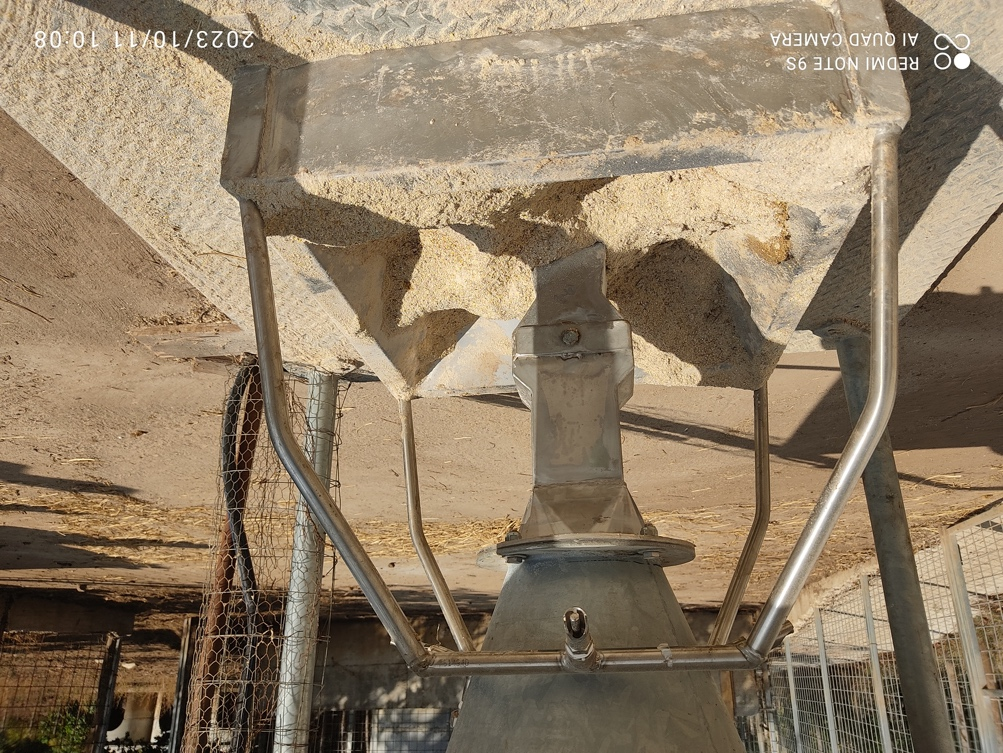 REDMI NOTE 9S
AI QUAD CAMERA
2023/10/11 10:08